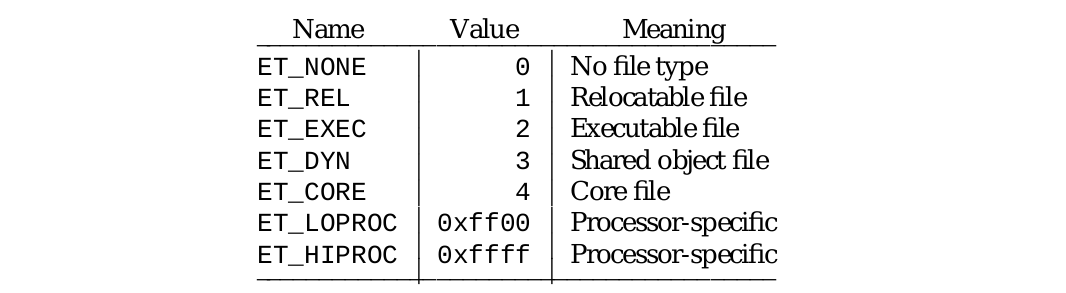 Name Value Meaning
ET_NONE 0 No file type
ET_REL 1 Relocatable file
ET_EXEC 2 Executable file
ET_DYN 3 Shared object file
ET_CORE 4 Core file
ET_LOPROC 0xff00 Processor-specific
ET_HIPROC 0xffff Processor-specific